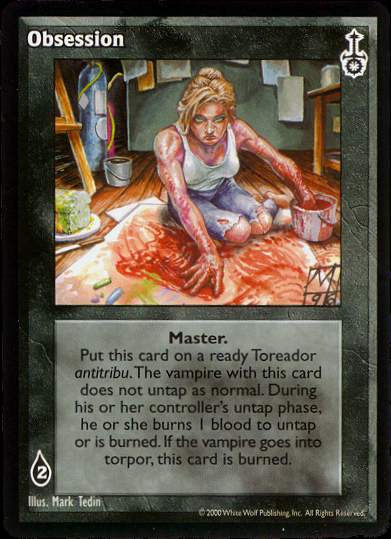 Obsession
M
98
Master.
Put this card on a ready Toreador
antitribu. The vampire with this card
does not untap as normal. During
his or her controller's untap phase,
he or she burns 1 blood to untap
or is burned. If the vampire goes into
torpor, this card is burned.
2
Illus. Mark Tedin
© 2000 White Wolf Publishing, Inc. All Rights Reserved.